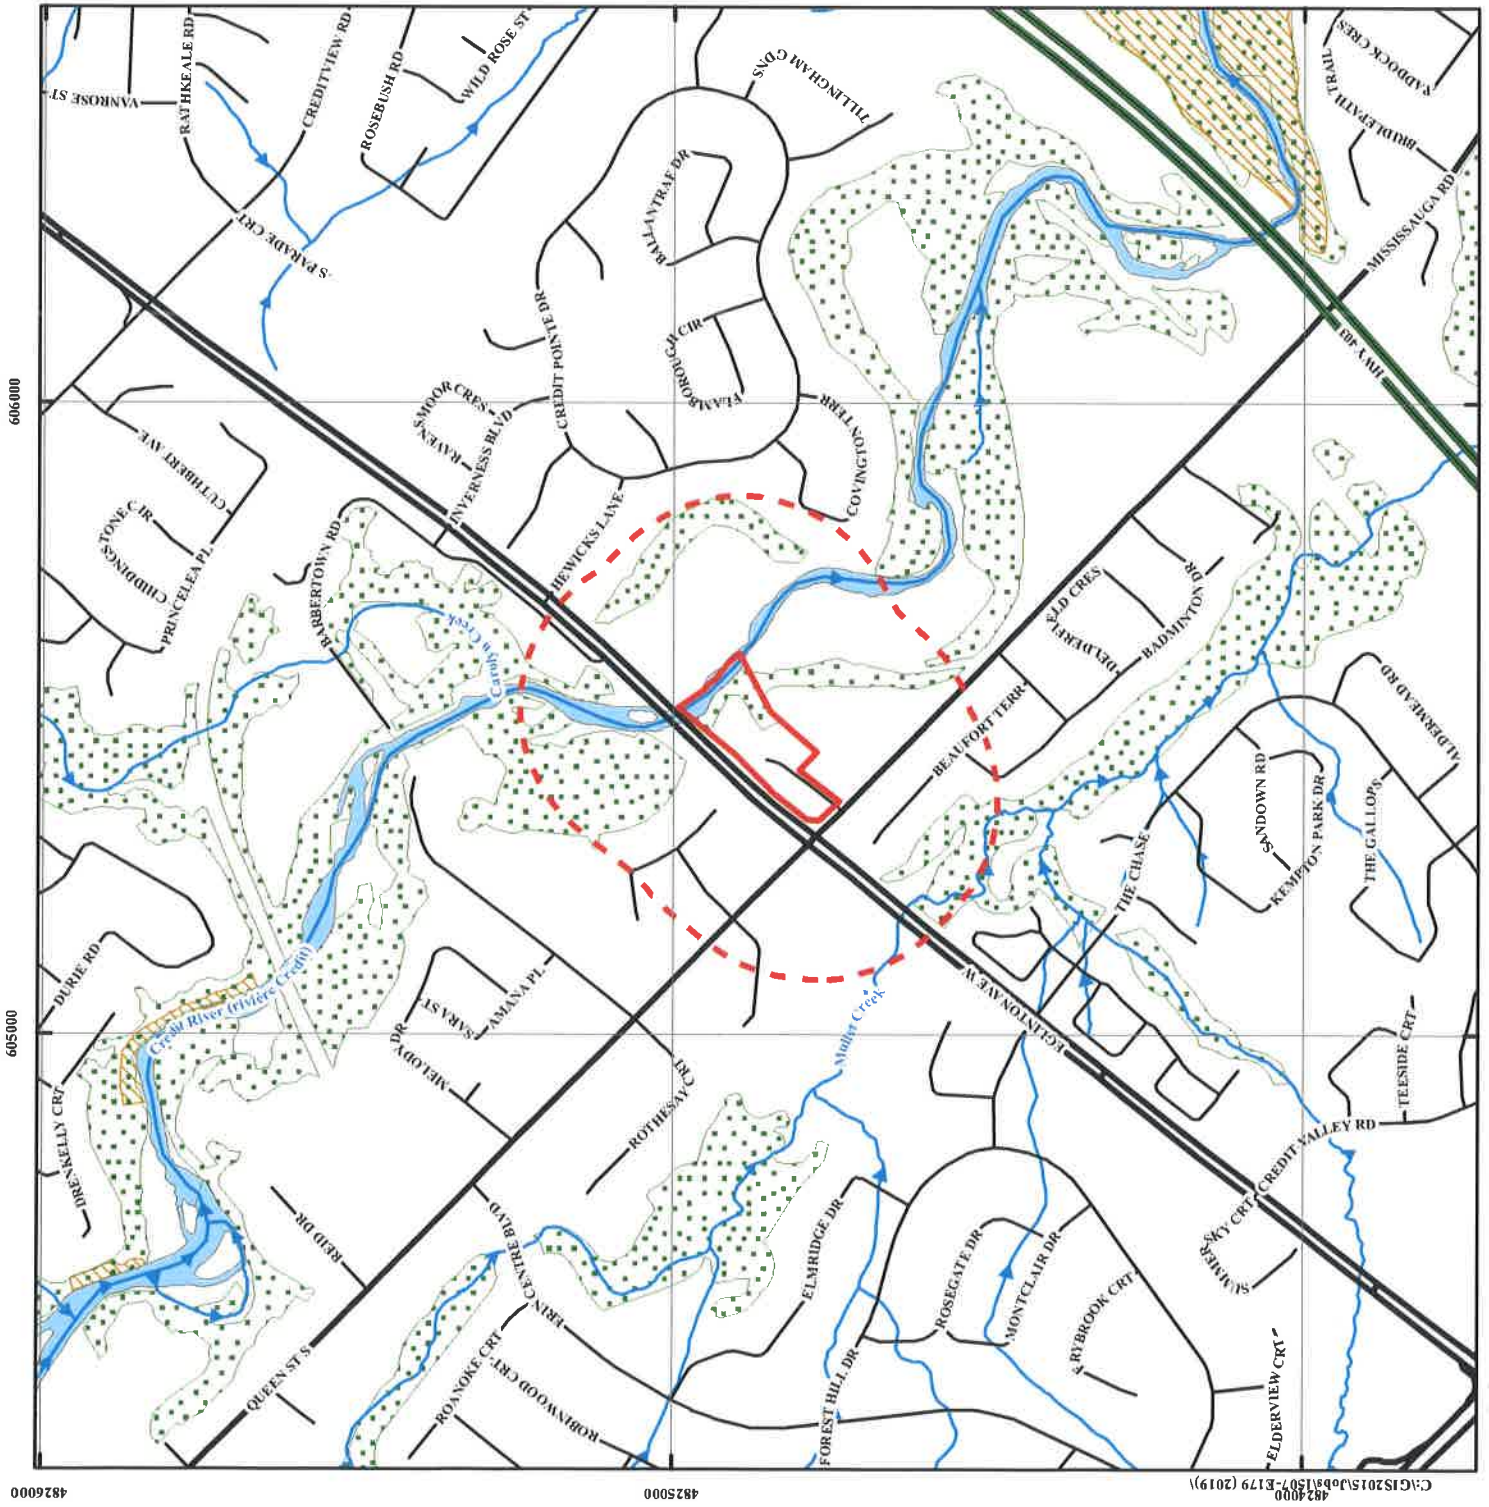 VANROSE ST
RATHKEALE RD
CREDITVIEW RD
ROSEBUSH RD
WILD ROSE ST
TILLINGHAM GDNS
BRIDLEPATH TRAIL
PADDOCK CRES
'S PARADE CRT
BALLANTRAE DR
MISSISSAUGA RD
HWY 403
606000
CUTHBERT AVE
CHIDDINGSTONE CIR
PRINCELEA PL
RAVENSMOOR CRES
INVERNESS BLVD
CREDIT POINTE DR
FLAMBOROUGH CIR
COVINGTON TERR
HEWICKS LANE
BARBERTOWN RD
Carolyn Creek
DELDERFIELD CRES
BADMINTON DR
BEAUFORT TERR
ALDERMEAD RD
SANDOWN RD
KEMPTON PARK DR
THE GALLOPS
THE CHASE
DURIE RD
Credit River (rivière Credit)
SARA ST
AMANA PL
MELODY DR
605000
Mullet Creek
EGLINTON AVE W
DRENKELLY CRT
ROTHESAY CRT
TEESIDE CRT
CREDIT VALLEY RD
REID DR
ERIN CENTRE BLVD
ELMRIDGE DR
ROSEGATE DR
MONTCLAIR DR
SUMMER SKY CRT
RYBROOK CRT
QUEEN ST S
ROANOKE CRT
ROBINWOOD CRT
FOREST HILL DR
ELDERVIEW CRT
4826000
4825000
4824000
C:\GIS2015\Jobs\1507-E179 (2019)\